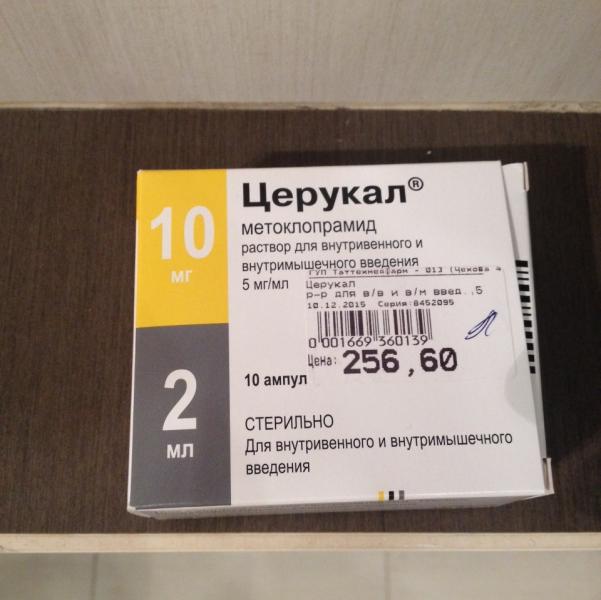 10
мг
2
мл
Церукал®
метоклопрамид
раствор для внутривенного и
внутримышечного введения
5 мг/мл
ГУП Таттехмедфарм - 013 (Чехова 4
Церукал
р-р для в/в и в/м введ.,5
10.12.2015 Серия:8452095
0 001669 360139
Цена: 256,60
10 ампул
СТЕРИЛЬНО
Для внутривенного и внутримышечного
введения